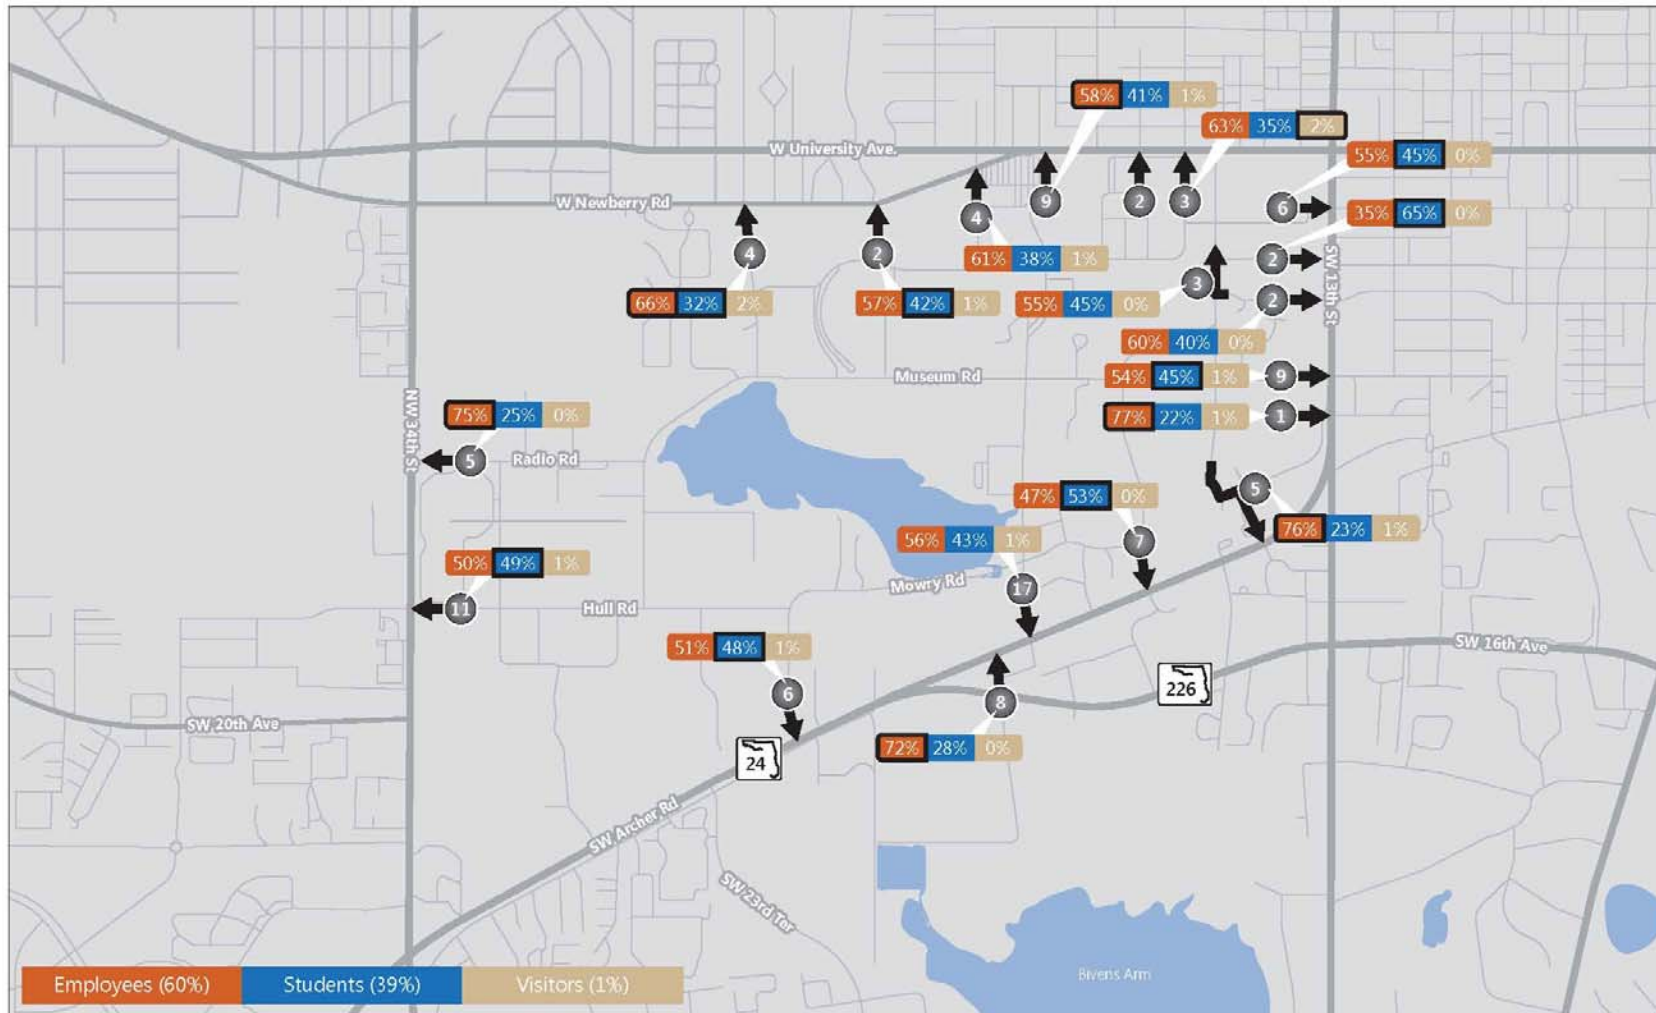 58% 41% 1%
63% 35% 2%
W University Ave.
55% 45% 0%
W Newberry Rd
9
2
3
6
4
35% 65% 0%
4
2
61% 38% 1%
2
SW 13th St
3
66% 32% 2%
57% 42% 1%
55% 45% 0%
2
60% 40% 0%
Museum Rd
54% 45% 1%
9
NW 34th St
75% 25% 0%
77% 22% 1%
1
5
Radio Rd
47% 53% 0%
5
76% 23% 1%
56% 43% 1%
7
50% 49% 1%
Mowry Rd
17
11
Hull Rd
51% 48% 1%
SW 16th Ave
226
6
8
SW 20th Ave
72% 28% 0%
24
SW Archer Rd
SW 23rd Ter
Bivens Arm
Employees (60%)
Students (39%)
Visitors (1%)